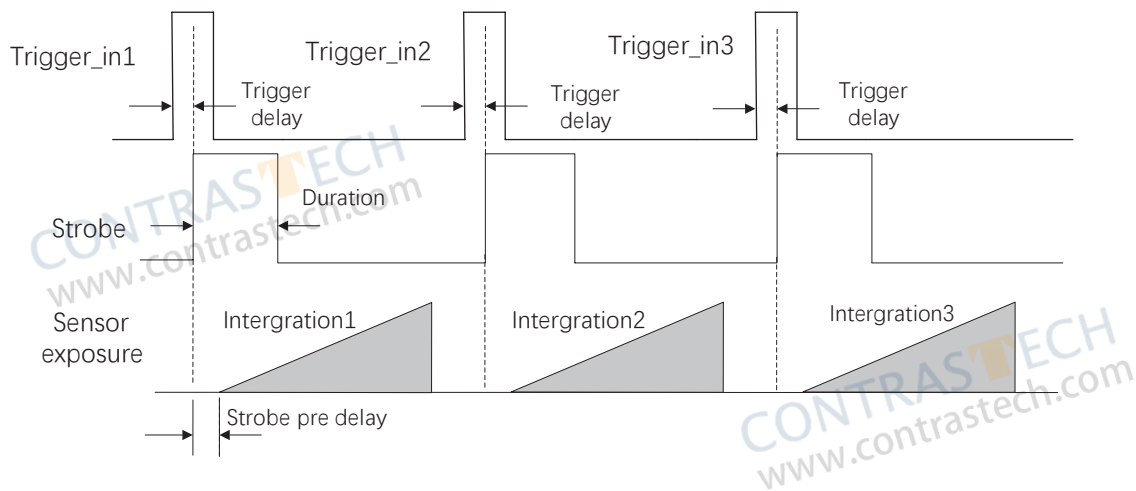 Trigger_in1
Trigger_in2
Trigger_in3
Trigger
delay
Trigger
delay
Trigger
delay
CONTRASTECH
www.contrastech.com
Duration
Strobe
Sensor
exposure
Intergration1
Intergration2
Intergration3
Strobe pre delay
CONTRASTECH
www.contrastech.com